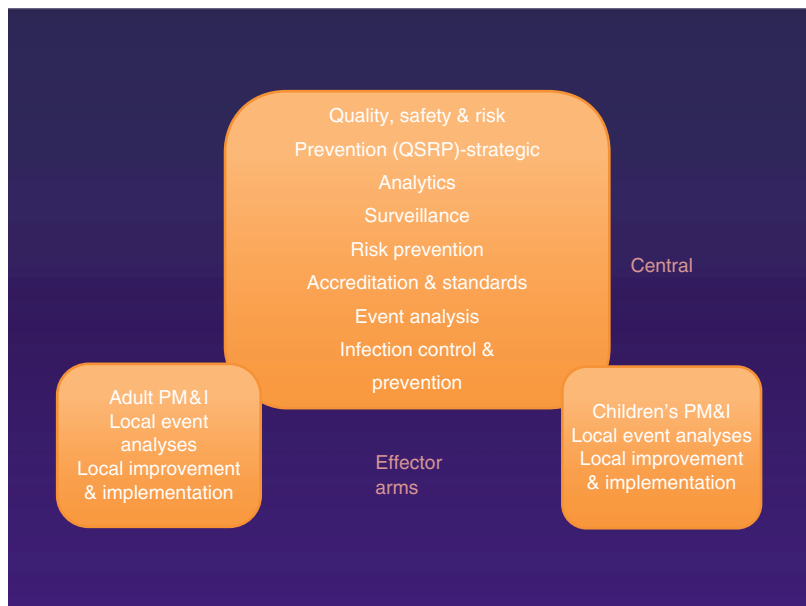 Quality, safety & risk
Prevention (QSRP)-strategic
Analytics
Surveillance
Risk prevention
Accreditation & standards
Event analysis
Infection control &
prevention
Central
Adult PM&I
Local event
analyses
Local improvement
& implementation
Effector
arms
Children's PM&I
Local event analyses
Local improvement
& implementation